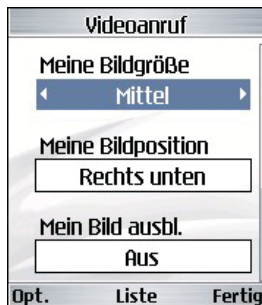 Videoanruf
Meine Bildgröße
Mittel
Meine Bildposition
Rechts unten
Mein Bild ausbl.
Aus
Opt. Liste Fertig